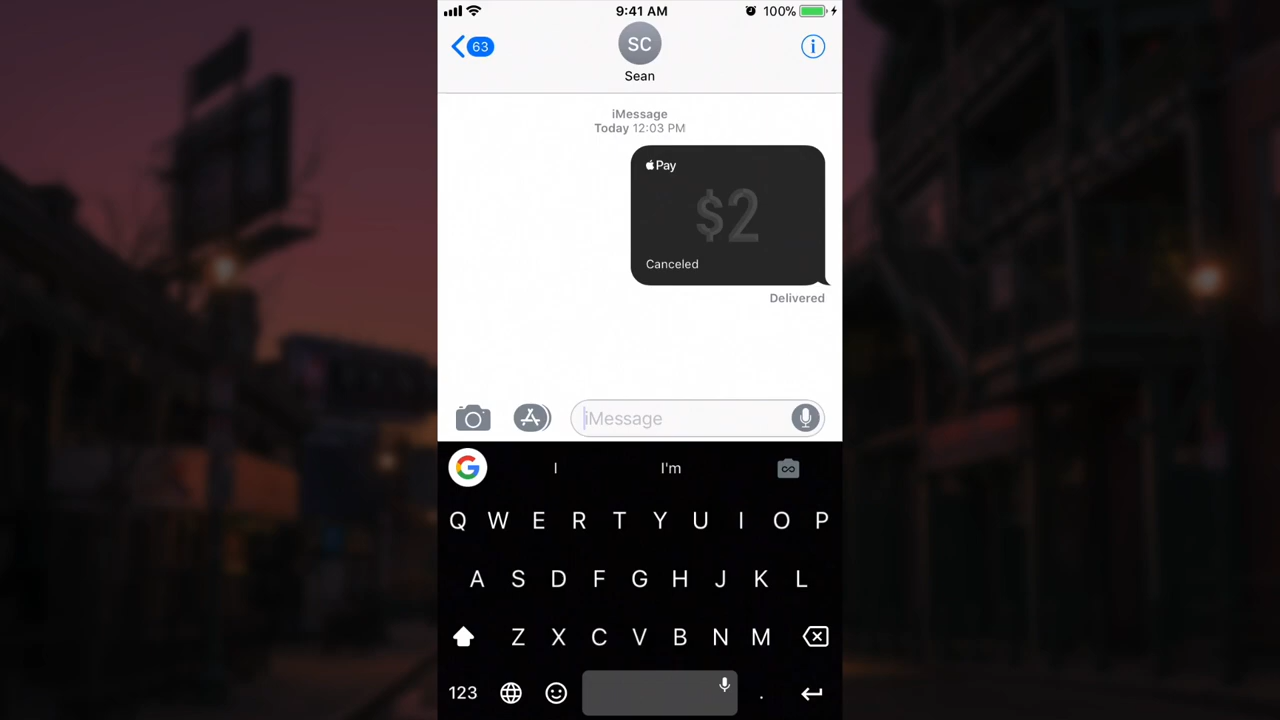 9:41 AM
100%
63
SC
Sean
iMessage
Today 12:03 PM
Pay
$2
Canceled
Delivered
iMessage
I
I'm
Q W E R T Y U I O P
A S D F G H J K L
Z X C V B N M
123
.